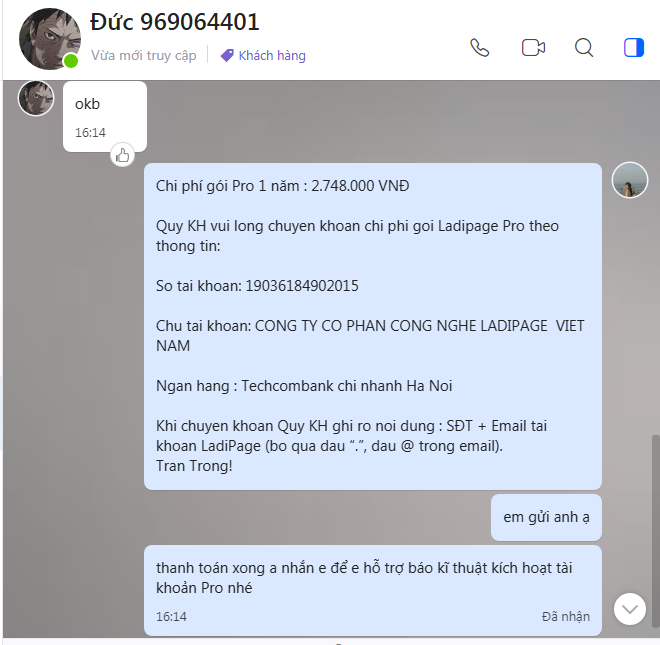 Đức 969064401
Vừa mới truy cập
Khách hàng
okb
16:14
Chi phí gói Pro 1 năm : 2.748.000 VNĐ
Quy KH vui long chuyen khoan chi phi goi Ladipage Pro theo
thong tin:
So tai khoan: 19036184902015
Chu tai khoan: CONG TY CO PHAN CONG NGHE LADIPAGE VIET
NAM
Ngan hang : Techcombank chi nhanh Ha Noi
Khi chuyen khoan Quy KH ghi ro noi dung : SĐT + Email tai
khoan LadiPage (bo qua dau “.”, dau @ trong email).
Tran Trong!
em gửi anh ạ
thanh toán xong a nhắn e để e hỗ trợ báo kĩ thuật kích hoạt tài
khoản Pro nhé
16:14
Đã nhận